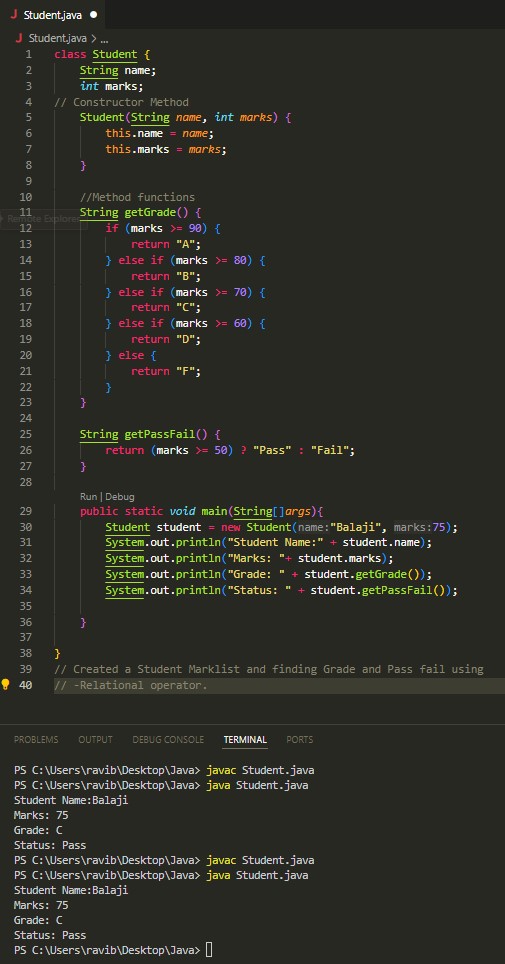 J Student.java ●
J Student.java > ...
1 class Student {
2 String name;
3 int marks;
4 // Constructor Method
5 Student(String name, int marks) {
6 this.name = name;
7 this.marks = marks;
8 }
9
10 //Method functions
Remote Explorer
11 String getGrade() {
12 if (marks >= 90) {
13 return "A";
14 } else if (marks >= 80) {
15 return "B";
16 } else if (marks >= 70) {
17 return "C";
18 } else if (marks >= 60) {
19 return "D";
20 } else {
21 return "F";
22 }
23 }
24
25 String getPassFail() {
26 return (marks >= 50) ? "Pass" : "Fail";
27 }
28
Run | Debug
29 public static void main(String[]args){
30 Student student = new Student(name:"Balaji", marks:75);
31 System.out.println("Student Name:" + student.name);
32 System.out.println("Marks: "+ student.marks);
33 System.out.println("Grade: " + student.getGrade());
34 System.out.println("Status: " + student.getPassFail());
35
36 }
37
38 }
39 // Created a Student Marklist and finding Grade and Pass fail using
40 // -Relational operator.
PROBLEMS OUTPUT DEBUG CONSOLE TERMINAL PORTS
PS C:\Users\ravib\Desktop\Java> javac Student.java
PS C:\Users\ravib\Desktop\Java> java Student.java
Student Name:Balaji
Marks: 75
Grade: C
Status: Pass
PS C:\Users\ravib\Desktop\Java> javac Student.java
PS C:\Users\ravib\Desktop\Java> java Student.java
Student Name:Balaji
Marks: 75
Grade: C
Status: Pass
PS C:\Users\ravib\Desktop\Java>